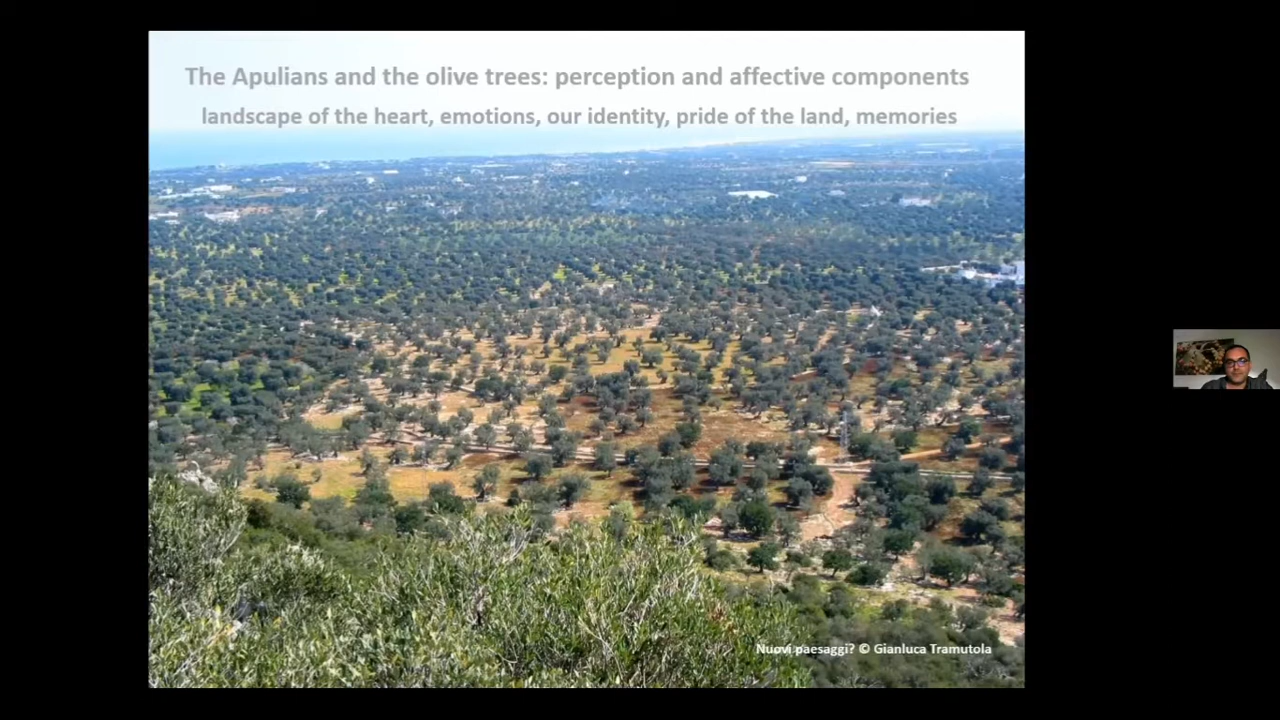 The Apulians and the olive trees: perception and affective components
landscape of the heart, emotions, our identity, pride of the land, memories
Nuovi paesaggi? © Gianluca Tramutola